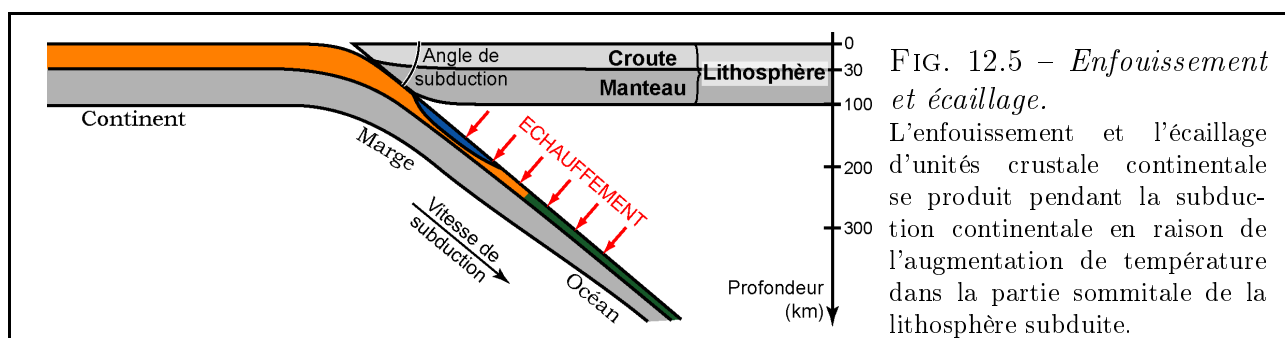 Angle de
subduction
Croute
Manteau
Lithosphère
0
30
100
200
300
Profondeur
(km)
Continent
Marge
Océan
ECHAUFFEMENT
Vitesse de
subduction
FIG. 12.5 – Enfouissement
et écaillage.
L'enfouissement et l'écaillage
d'unités crustale continentale
se produit pendant la subduc-
tion continentale en raison de
l'augmentation de température
dans la partie sommitale de la
lithosphère subduite.